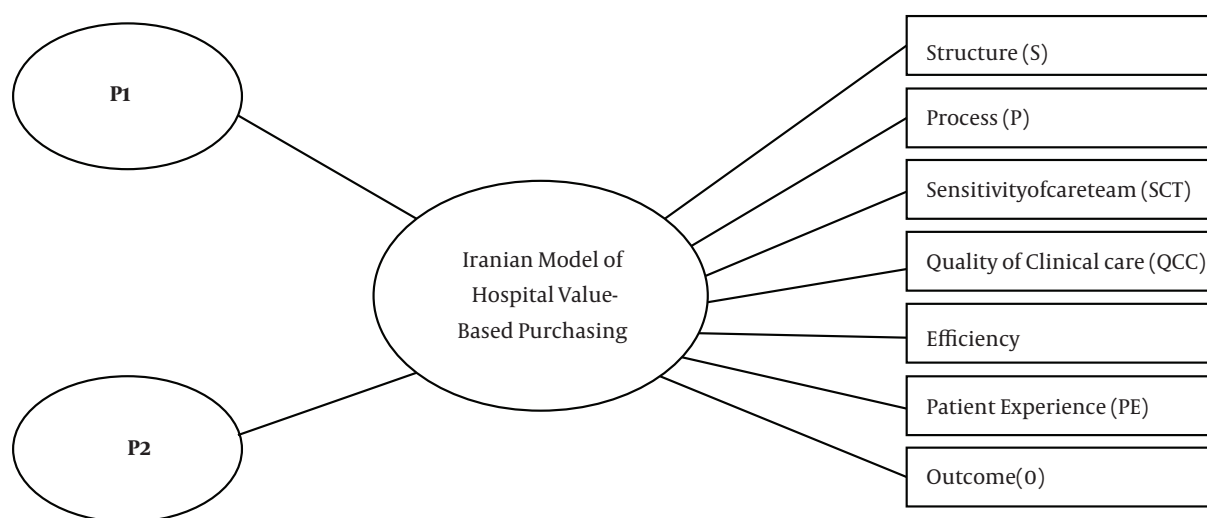 P1
P2
Iranian Model of
Hospital Value-
Based Purchasing
Structure (S)
Process (P)
Sensitivityofcareteam (SCT)
Quality of Clinical care (QCC)
Efficiency
Patient Experience (PE)
Outcome(0)